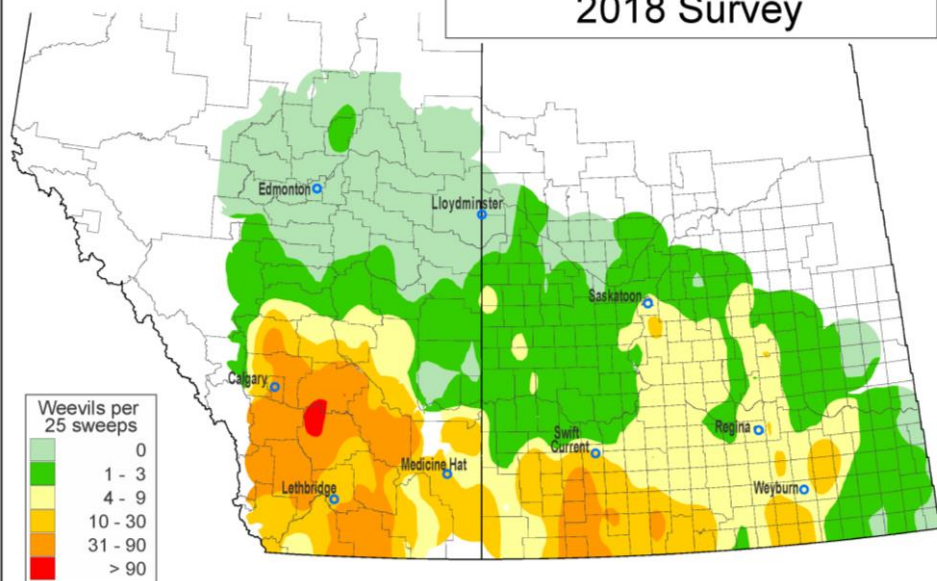 2018 Survey
Edmonton
Lloydminster
Saskatoon
Calgary
Regina
Swift
Current
Medicine Hat
Lethbridge
Weyburn
Weevils per
25 sweeps
0
1 - 3
4 - 9
10 - 30
31 - 90
> 90